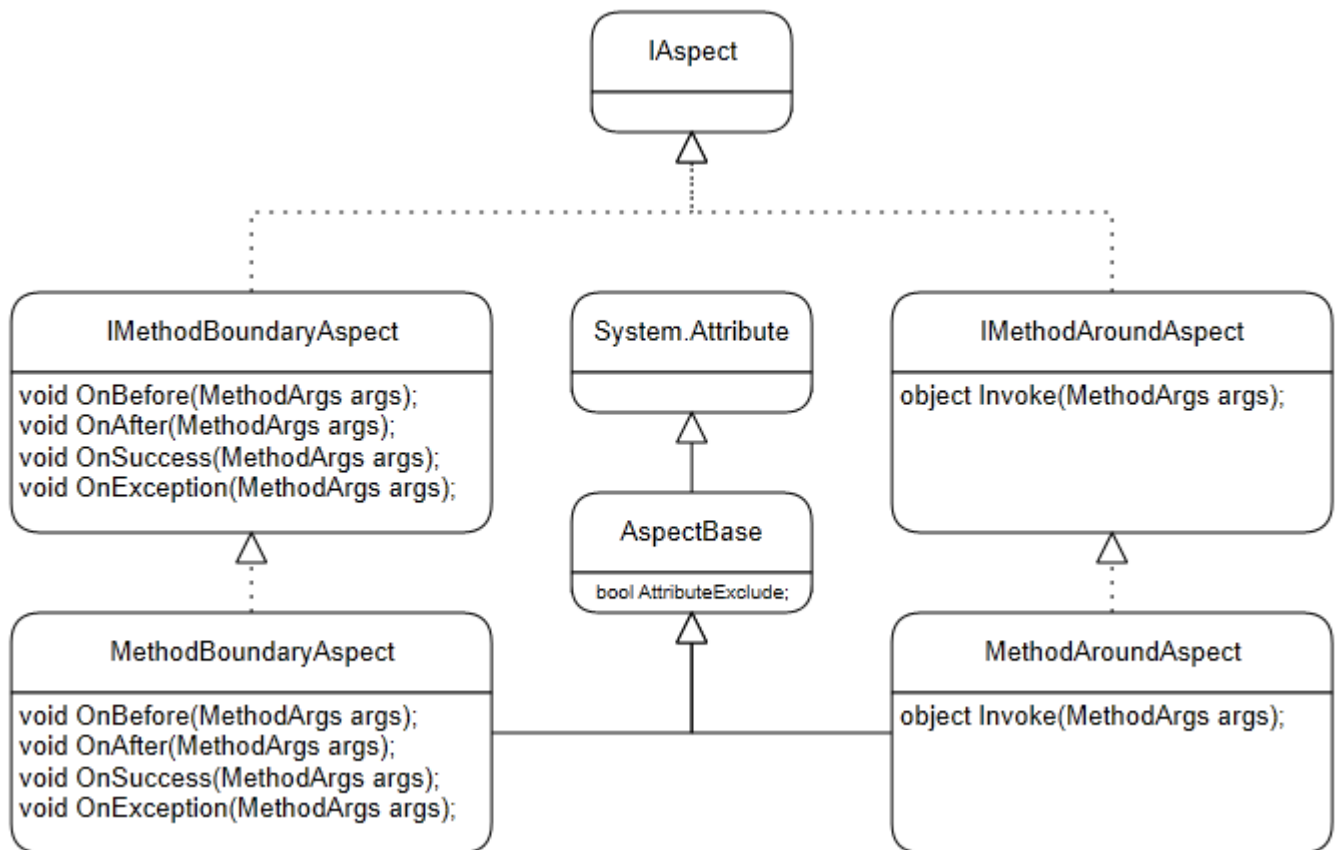 IAspect
IMethodBoundaryAspect
void OnBefore(MethodArgs args);
void OnAfter(MethodArgs args);
void OnSuccess(MethodArgs args);
void OnException(MethodArgs args);
System.Attribute
IMethodAroundAspect
object Invoke(MethodArgs args);
AspectBase
bool AttributeExclude;
MethodBoundaryAspect
void OnBefore(MethodArgs args);
void OnAfter(MethodArgs args);
void OnSuccess(MethodArgs args);
void OnException(MethodArgs args);
MethodAroundAspect
object Invoke(MethodArgs args);